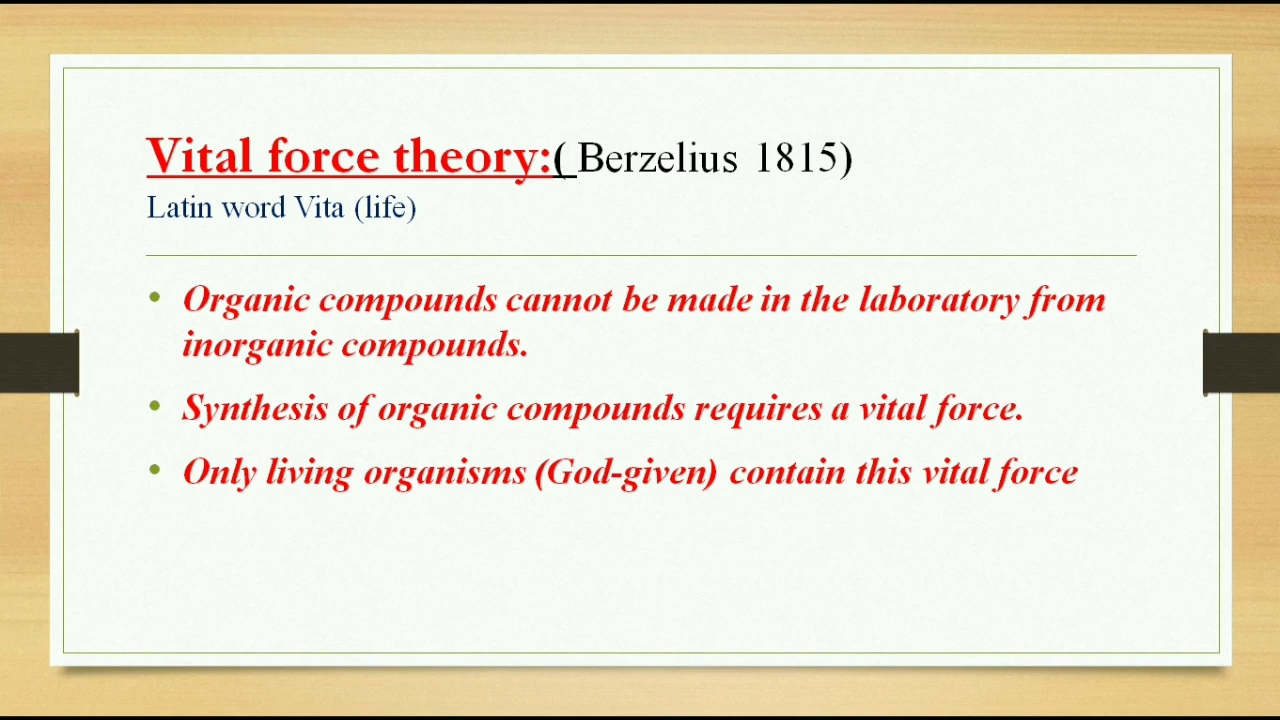 Vital force theory:( Berzelius 1815)
Latin word Vita (life)
• Organic compounds cannot be made in the laboratory from
inorganic compounds.
• Synthesis of organic compounds requires a vital force.
• Only living organisms (God-given) contain this vital force